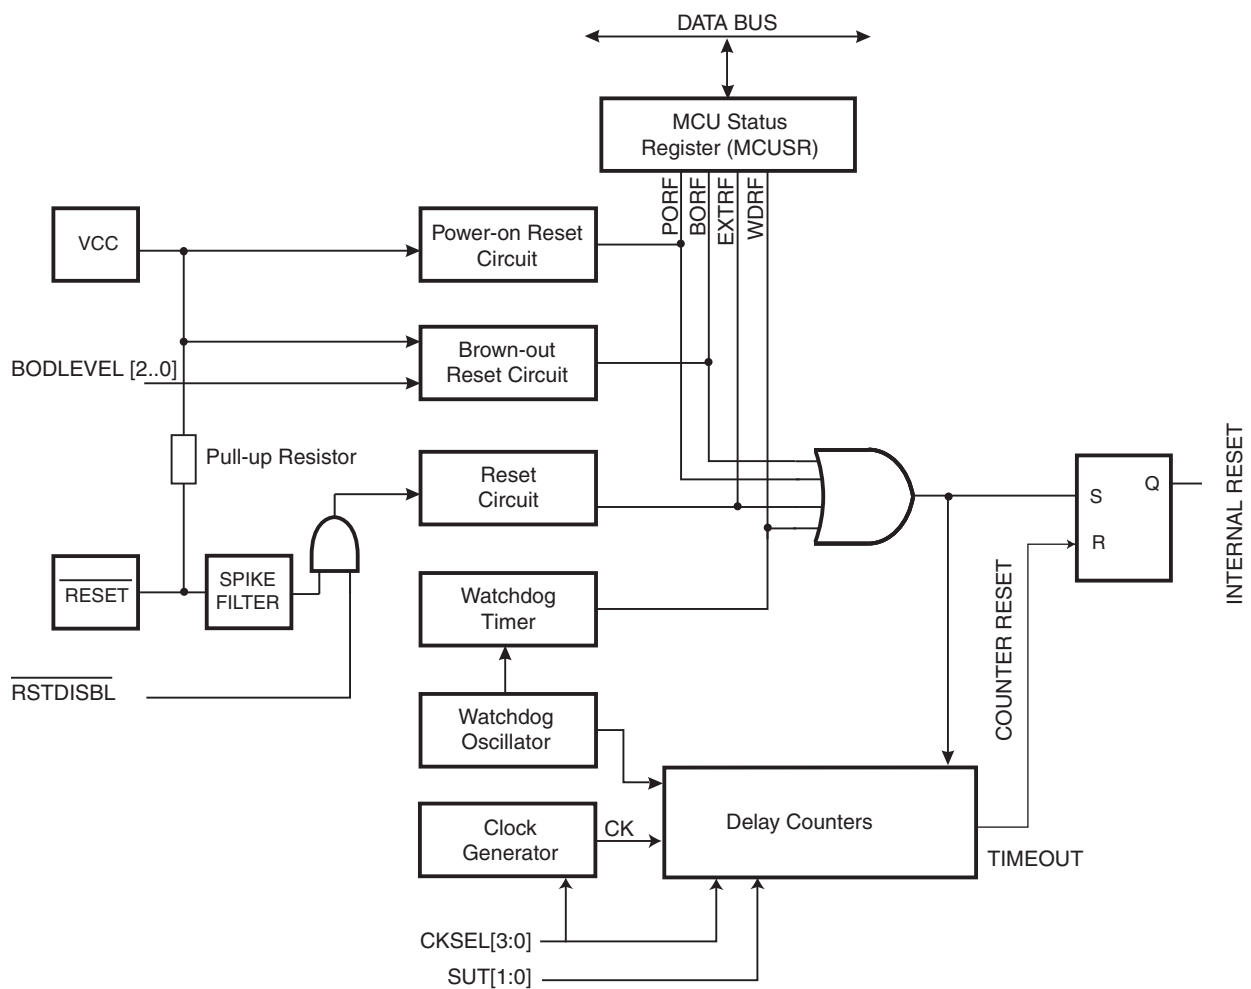 DATA BUS
MCU Status
Register (MCUSR)
PORF
BORF
EXTRF
WDRF
VCC
Power-on Reset
Circuit
Brown-out
Reset Circuit
BODLEVEL [2..0]
Pull-up Resistor
Reset
Circuit
S
Q
R
INTERNAL RESET
RESET
SPIKE
FILTER
Watchdog
Timer
RSTDISBL
COUNTER RESET
Watchdog
Oscillator
Clock
Generator
CK
Delay Counters
TIMEOUT
CKSEL[3:0]
SUT[1:0]